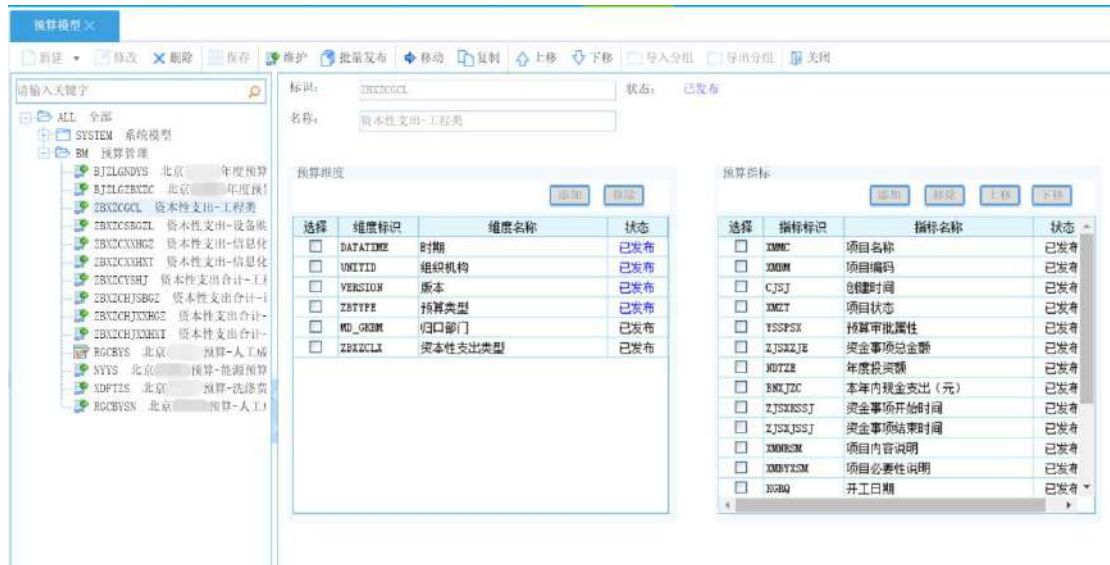 预算模型
新建 修改 删除 保存 维护 批量发布 移动 复制 上移 下移 导入分组 导出分组 关闭
请输入关键字
ALL 全部
SYSTEM 系统模型
BM 预算管理
BJZLGNDYS 北京 年度预算
BJZLGZBXZC 北京 年度预
ZBXZCGCL 资本性支出-工程类
ZBXZCSBGZL 资本性支出-设备购
ZBXZCXXHGZ 资本性支出-信息化
ZBXZCXXHXT 资本性支出-信息化
ZBXZCYSHJ 资本性支出合计-工程
ZBXZCHJSBGZ 资本性支出合计-
ZBXZCHJXXHGZ 资本性支出合计-
ZBXZCHJXXHXT 资本性支出合计-
RGCBYS 北京 预算-人工成
NYYS 北京 预算-能源预算
XDFTZS 北京 预算-洗涤费
RGCBYSN 北京 预算-人工
标识: ZBXZCGCL 状态: 已发布
名称: 资本性支出-工程类
预算维度
添加 移除
选择 维度标识 维度名称 状态
DATATIME 时期 已发布
UNITID 组织机构 已发布
VERSION 版本 已发布
ZBTYPE 预算类型 已发布
MD_GKBM 归口部门 已发布
ZBXZCLX 资本性支出类型 已发布
预算指标
添加 移除 上移 下移
选择 指标标识 指标名称 状态
XMMC 项目名称 已发布
XMBM 项目编码 已发布
CJSJ 创建时间 已发布
XMZT 项目状态 已发布
YSSPSX 预算审批属性 已发布
ZJSXZJE 资金事项总金额 已发布
NDTZE 年度投资额 已发布
BNXJZC 本年内现金支出（元） 已发布
ZJSXKSSJ 资金事项开始时间 已发布
ZJSXJSSJ 资金事项结束时间 已发布
XMNRSM 项目内容说明 已发布
XMBYXSM 项目必要性说明 已发布
KGRQ 开工日期 已发布